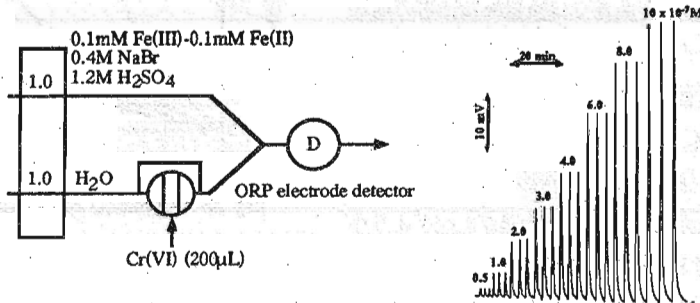 0.1mM Fe(III)-0.1mM Fe(II)
0.4M NaBr
1.2M H₂SO₄
1.0
1.0
H₂O
D
ORP electrode detector
Cr(VI) (200μL)
20 min
10 mV
0.5
1.0
2.0
3.0
4.0
6.0
8.0
10 x 10⁻⁷M